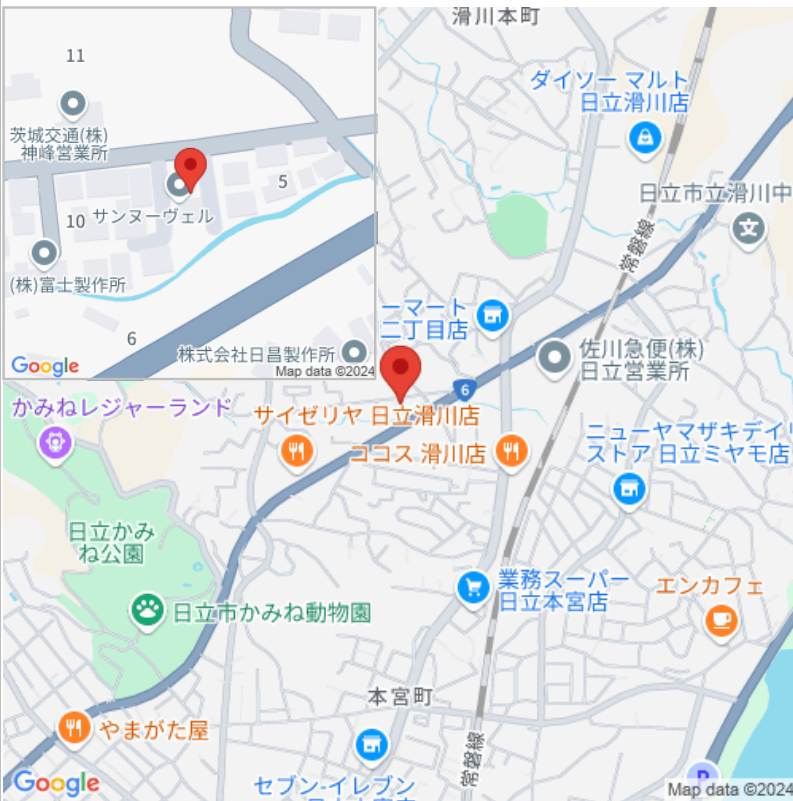 11
茨城交通(株)
神峰営業所
サンヌーヴェル
5
10
(株)富士製作所
6
株式会社日昌製作所
Google
Map data ©2024
滑川本町
ダイソー マルト
日立滑川店
日立市立滑川中
常磐線
ーマート
二丁目店
佐川急便(株)
日立営業所
6
かみねレジャーランド
サイゼリヤ 日立滑川店
ココス 滑川店
ニューヤマザキデイリ
ストア 日立ミヤモ店
日立かみ
ね公園
日立市かみね動物園
業務スーパー
日立本宮店
エンカフェ
本宮町
やまがた屋
常磐線
セブン-イレブン
Google
Map data ©2024